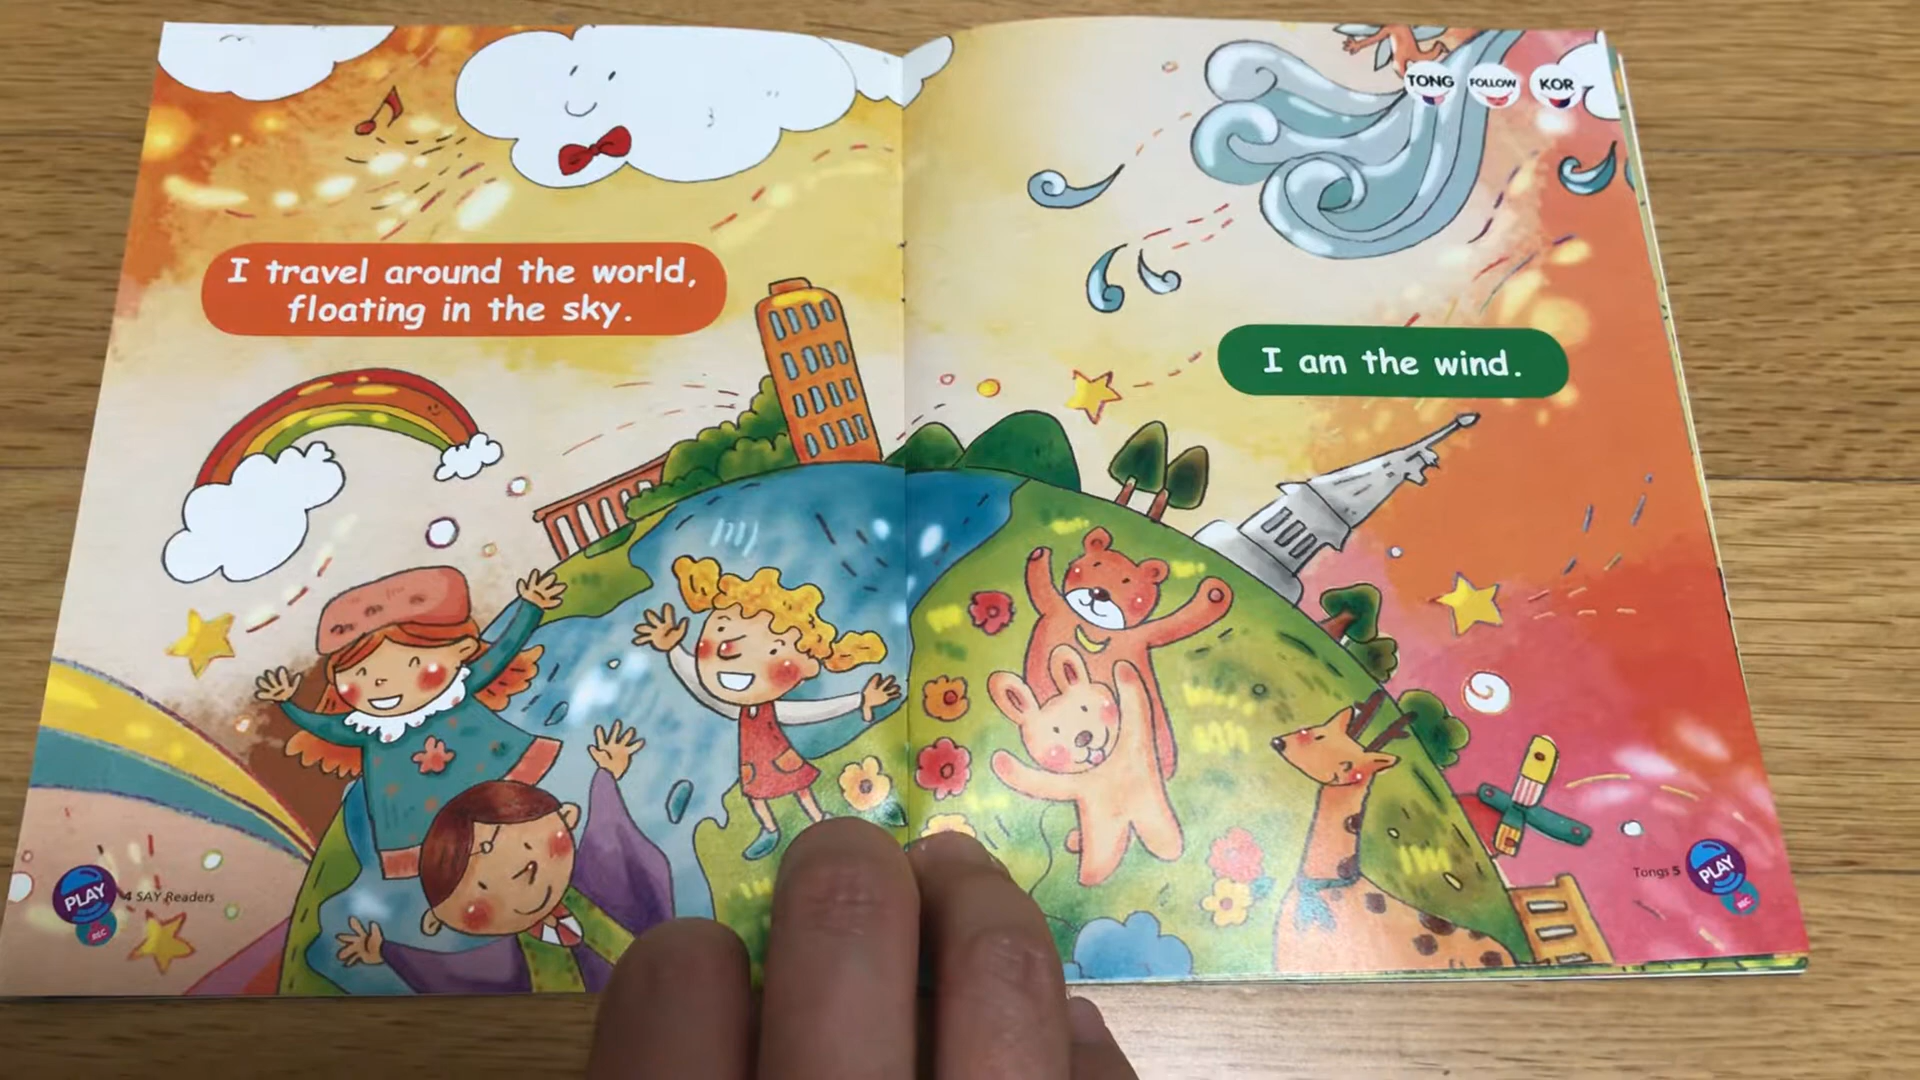 TONG FOLLOW KOR
I travel around the world,
floating in the sky.
I am the wind.
PLAY
REC
4 SAY Readers
Tongs 5
PLAY
REC